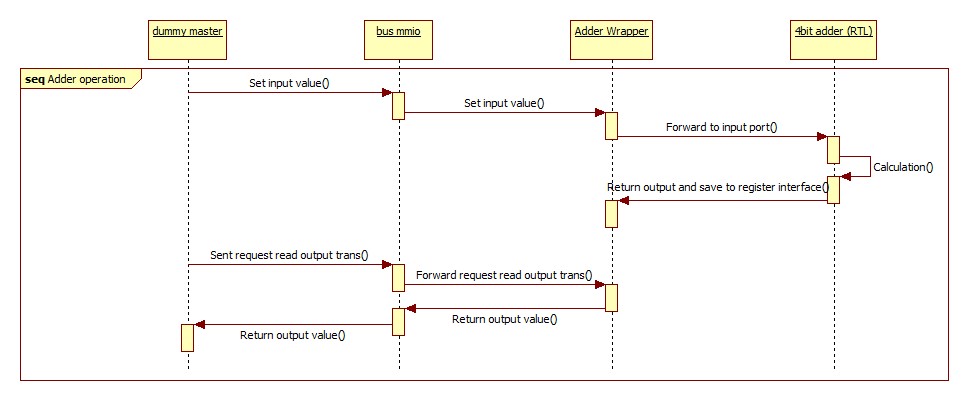 dummy master
bus mmio
Adder Wrapper
4bit adder (RTL)
seq Adder operation
Set input value()
Set input value()
Forward to input port()
Calculation()
Return output and save to register interface()
Sent request read output trans()
Forward request read output trans()
Return output value()
Return output value()